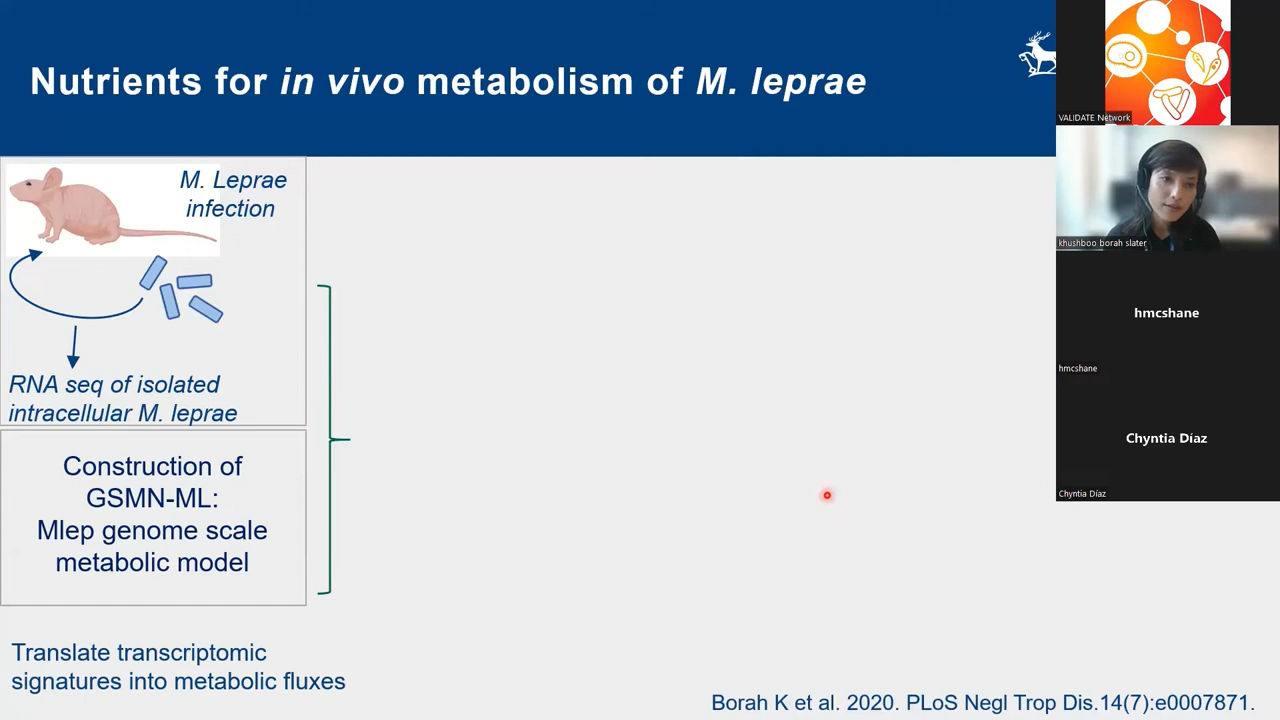 Nutrients for in vivo metabolism of M. leprae
M. Leprae
infection
RNA seq of isolated
intracellular M. leprae
Construction of
GSMN-ML:
Mlep genome scale
metabolic model
Translate transcriptomic
signatures into metabolic fluxes
Borah K et al. 2020. PLoS Negl Trop Dis.14(7):e0007871.
VALIDATE Network
khushboo borah slater
hmcshane
hmcshane
Chyntia Díaz
Chyntia Díaz